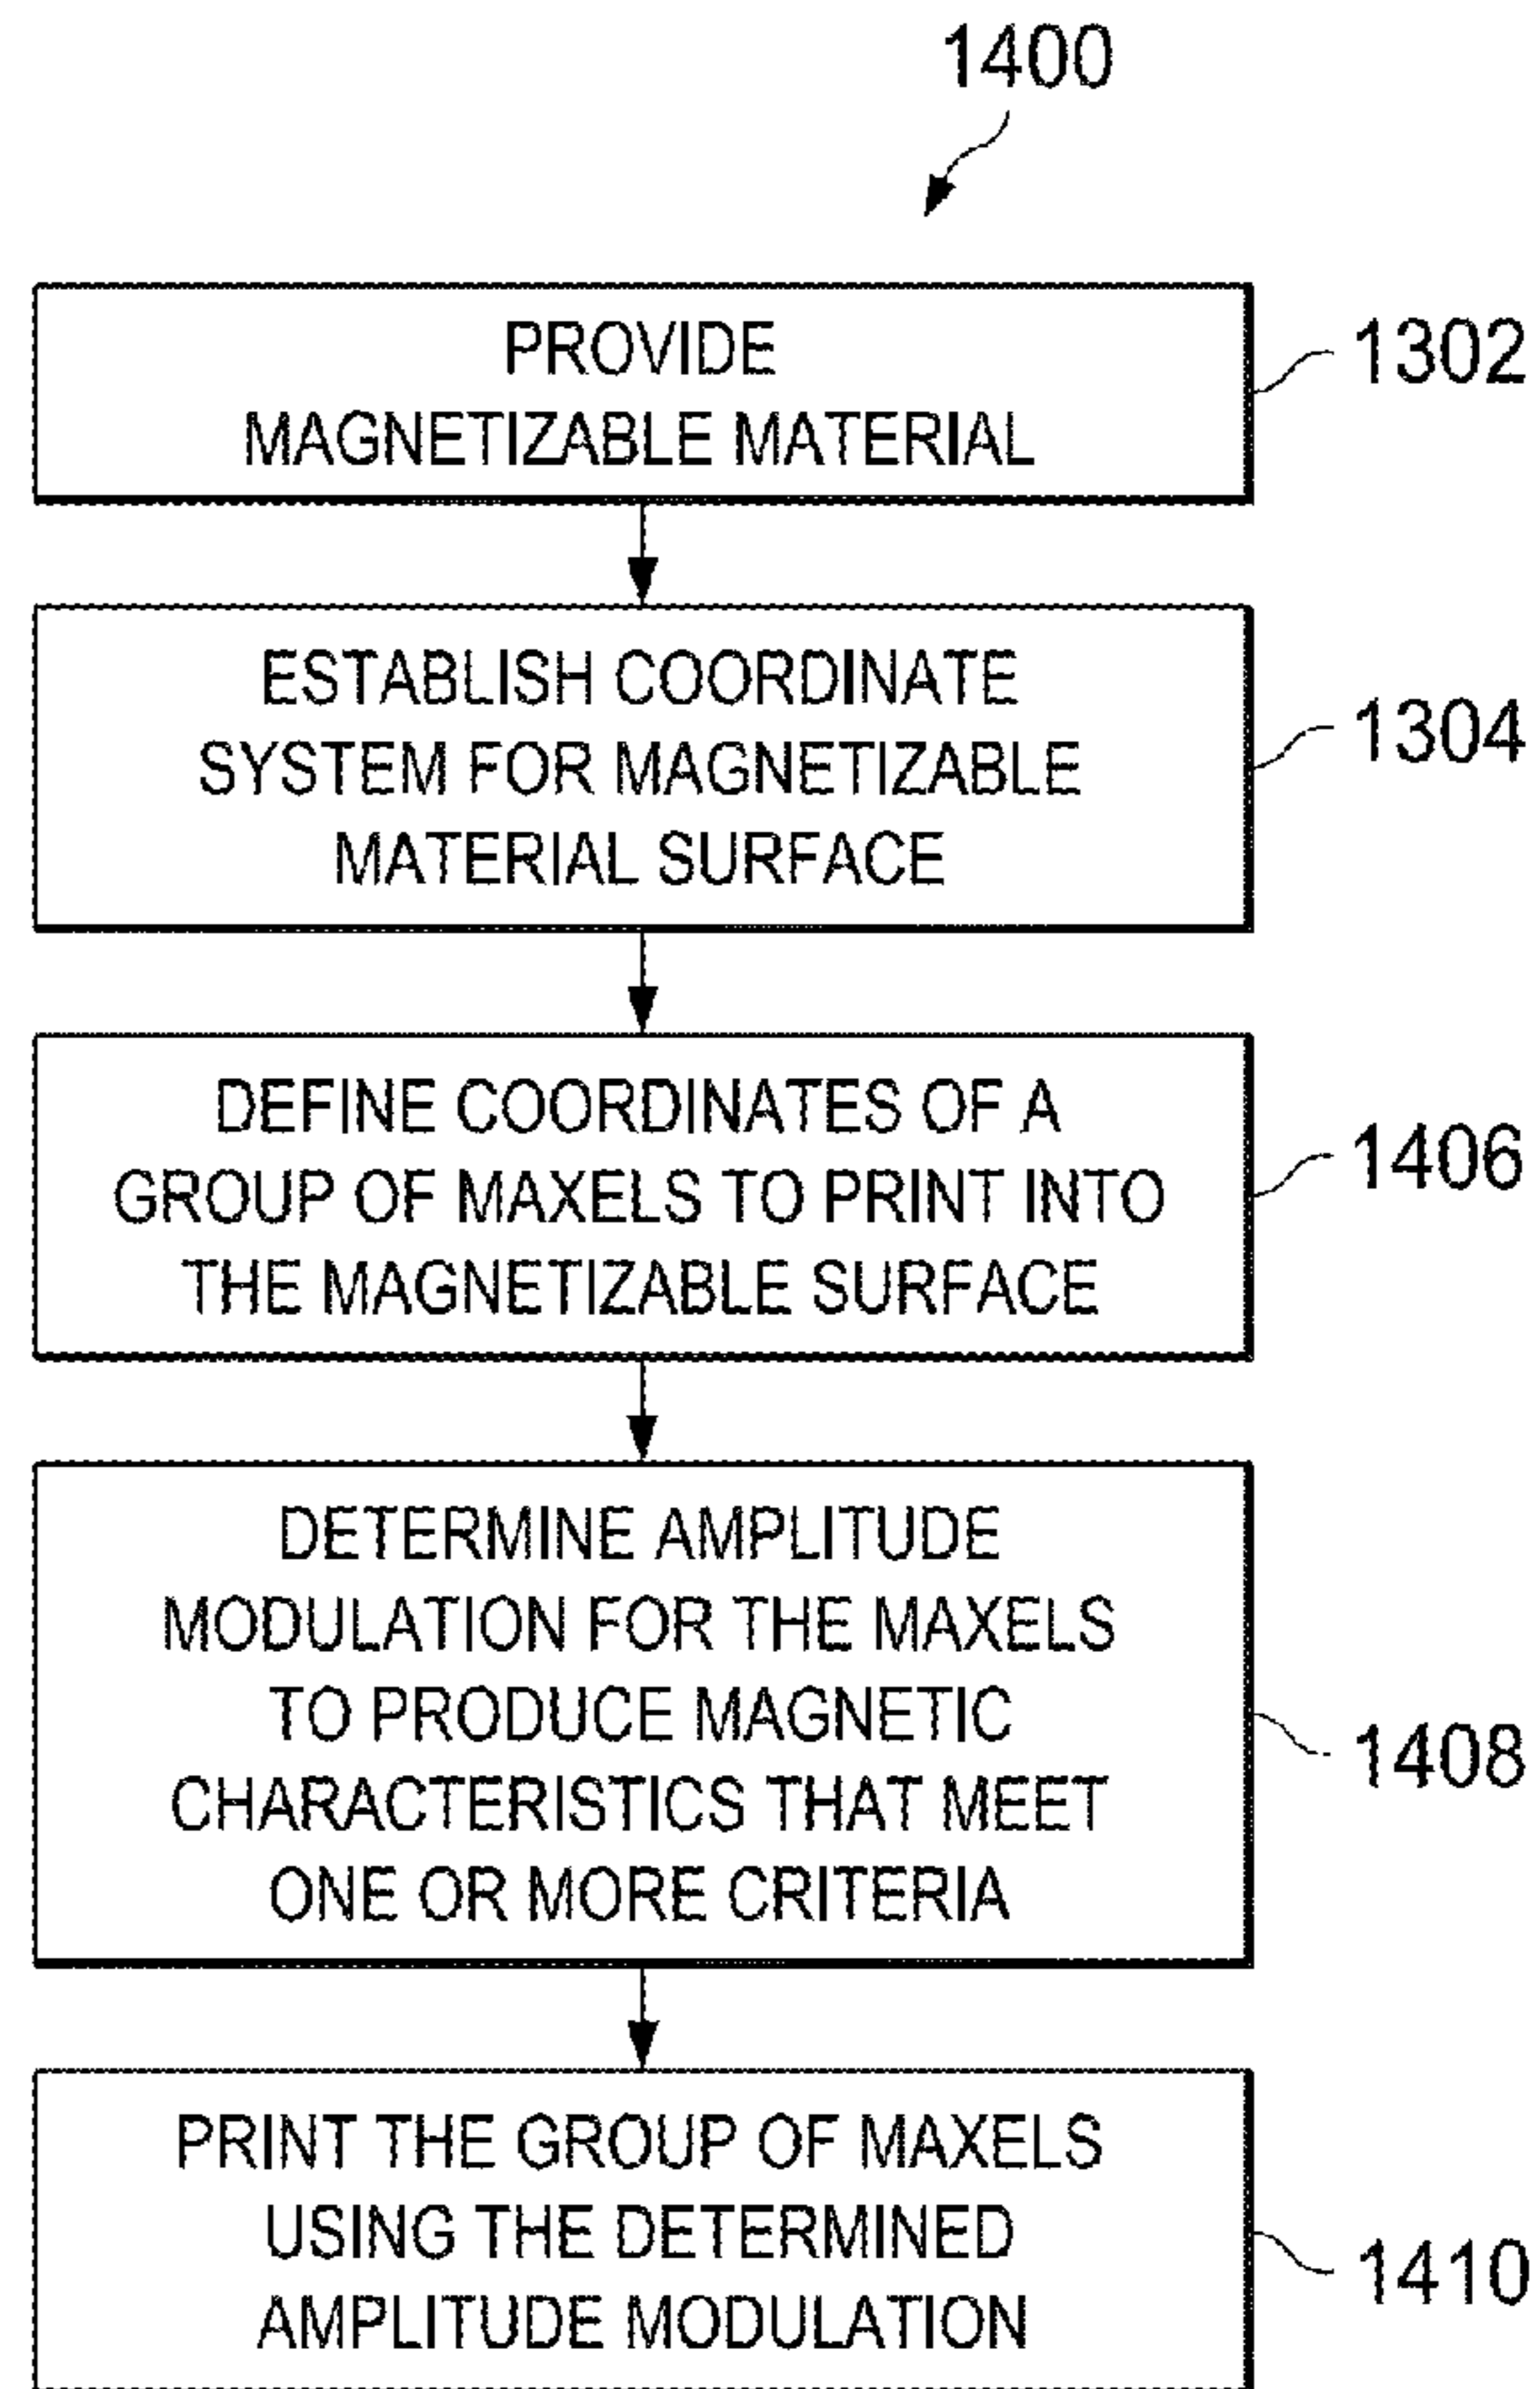 1400
PROVIDE
MAGNETIZABLE MATERIAL
1302
ESTABLISH COORDINATE
SYSTEM FOR MAGNETIZABLE
MATERIAL SURFACE
1304
DEFINE COORDINATES OF A
GROUP OF MAXELS TO PRINT INTO
THE MAGNETIZABLE SURFACE
1406
DETERMINE AMPLITUDE
MODULATION FOR THE MAXELS
TO PRODUCE MAGNETIC
CHARACTERISTICS THAT MEET
ONE OR MORE CRITERIA
1408
PRINT THE GROUP OF MAXELS
USING THE DETERMINED
AMPLITUDE MODULATION
1410